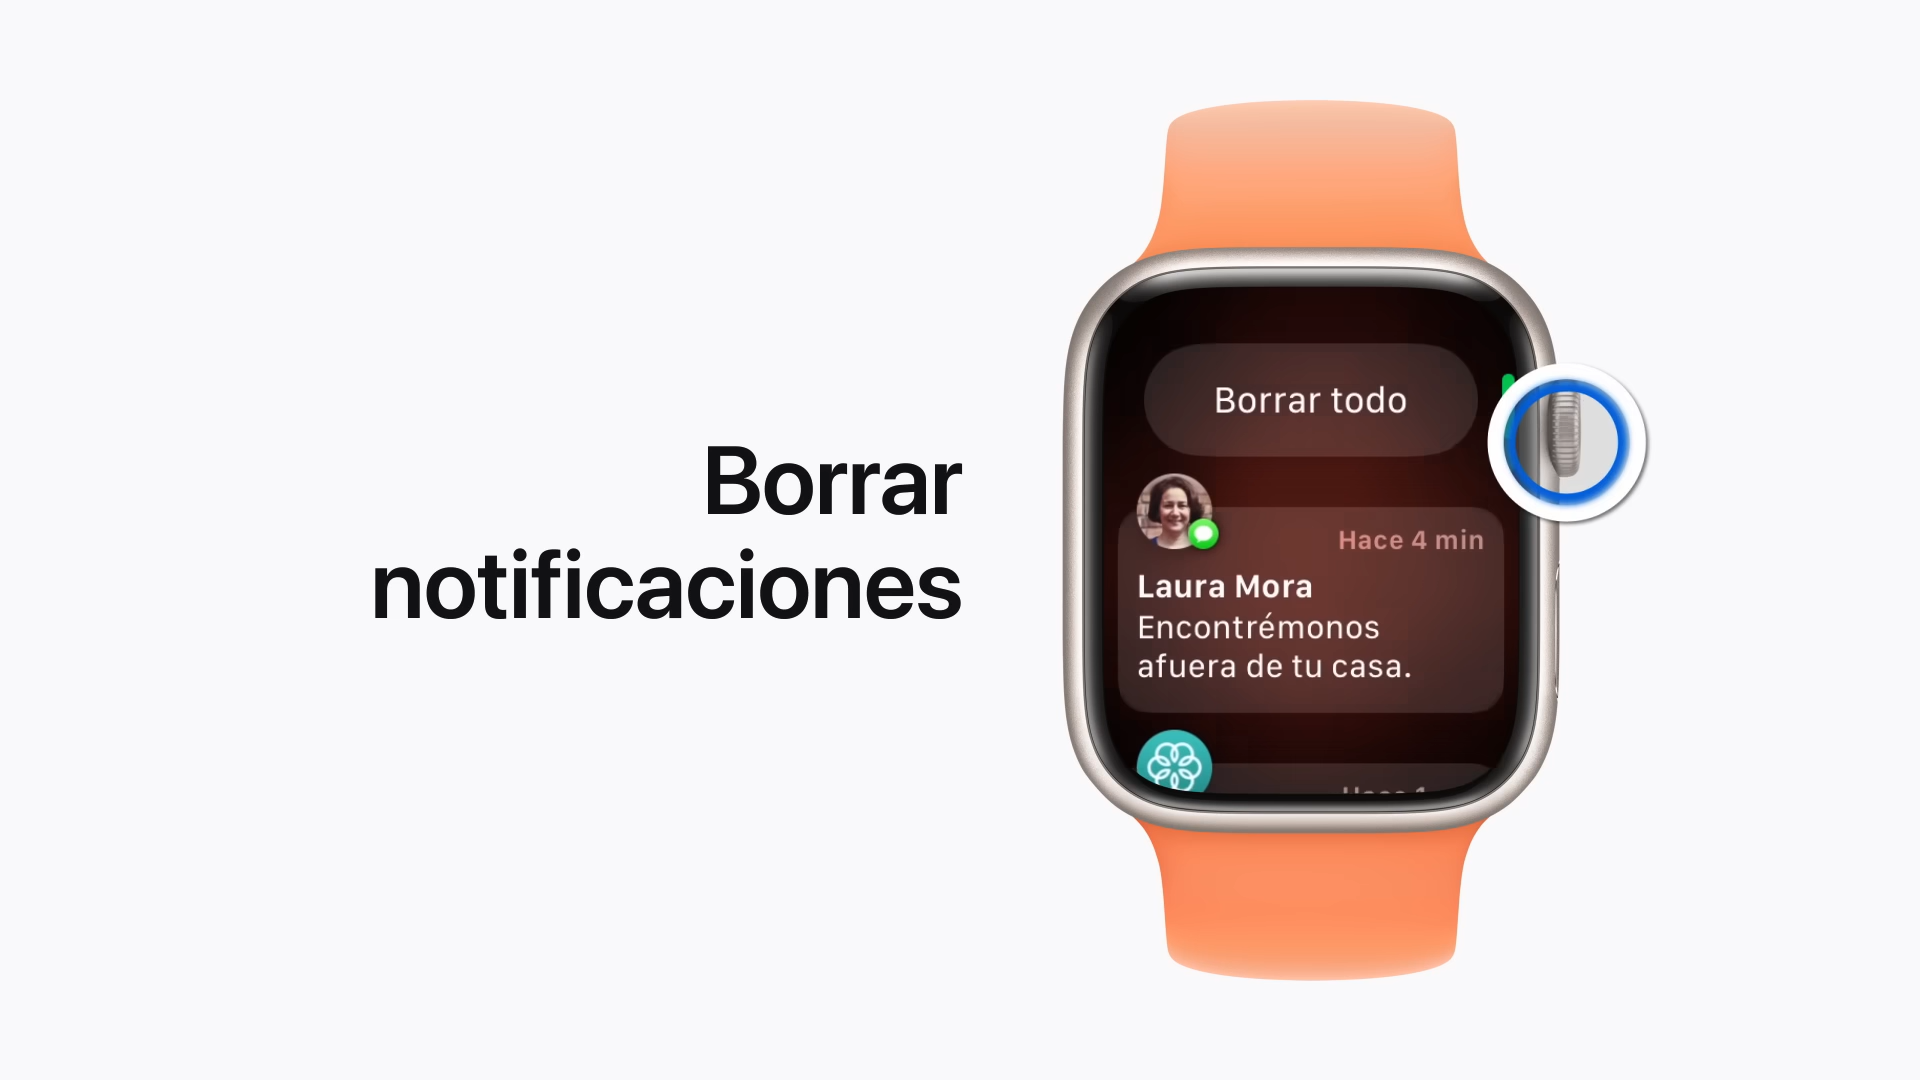 Borrar
notificaciones
Borrar todo
Hace 4 min
Laura Mora
Encontrémonos
afuera de tu casa.